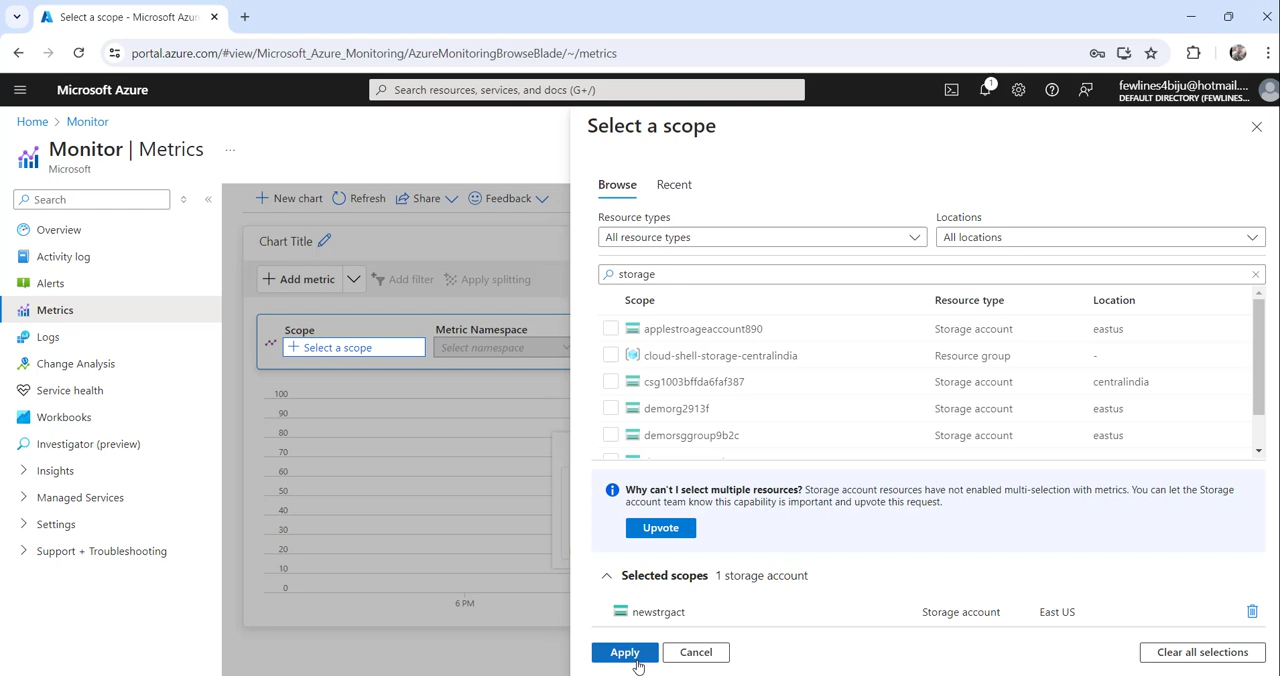 Select a scope - Microsoft Azur
portal.azure.com/#view/Microsoft_Azure_Monitoring/AzureMonitoringBrowseBlade/~/metrics
Microsoft Azure
Search resources, services, and docs (G+/)
1
fewlines4biju@hotmail....
DEFAULT DIRECTORY (FEWLINES...
Home > Monitor
Monitor | Metrics ...
Microsoft
Search
Overview
Activity log
Alerts
Metrics
Logs
Change Analysis
Service health
Workbooks
Investigator (preview)
Insights
Managed Services
Settings
Support + Troubleshooting
New chart Refresh Share Feedback
Chart Title
Add metric Add filter Apply splitting
Scope Metric Namespace
Select a scope Select namespace
100
90
80
70
60
50
40
30
20
10
0
6 PM
Select a scope
Browse Recent
Resource types Locations
All resource types All locations
storage
Scope Resource type Location
applestroageaccount890 Storage account eastus
cloud-shell-storage-centralindia Resource group -
csg1003bffda6faf387 Storage account centralindia
demorg2913f Storage account eastus
demorsggroup9b2c Storage account eastus
Why can't I select multiple resources? Storage account resources have not enabled multi-selection with metrics. You can let the Storage
account team know this capability is important and upvote this request.
Upvote
Selected scopes 1 storage account
newstrgact Storage account East US
Apply Cancel Clear all selections